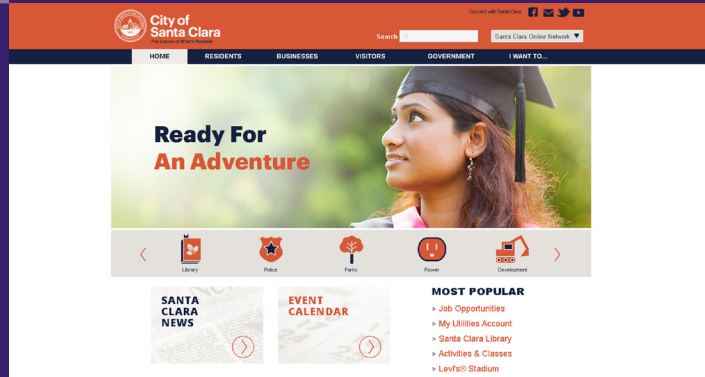 Connect with Santa Clara
City of
Santa Clara
The Center of What's Possible
Search
Santa Clara Online Network
HOME RESIDENTS BUSINESSES VISITORS GOVERNMENT I WANT TO...
Ready For
An Adventure
Library Police Parks Power Development
SANTA
CLARA
NEWS
EVENT
CALENDAR
MOST POPULAR
> Job Opportunities
> My Utilities Account
> Santa Clara Library
> Activities & Classes
> Levi's® Stadium